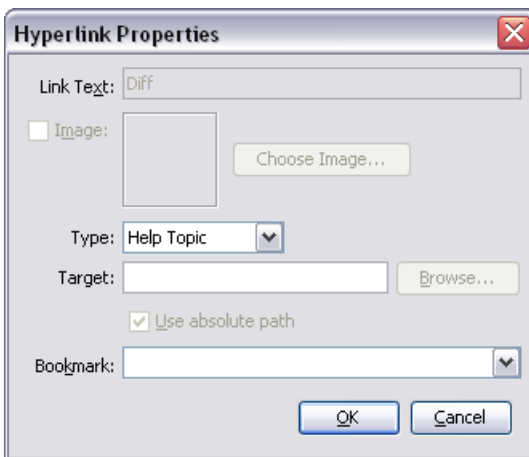 Hyperlink Properties
Link Text: Diff
Image:
Choose Image...
Type: Help Topic
Target: Browse...
Use absolute path
Bookmark:
OK Cancel